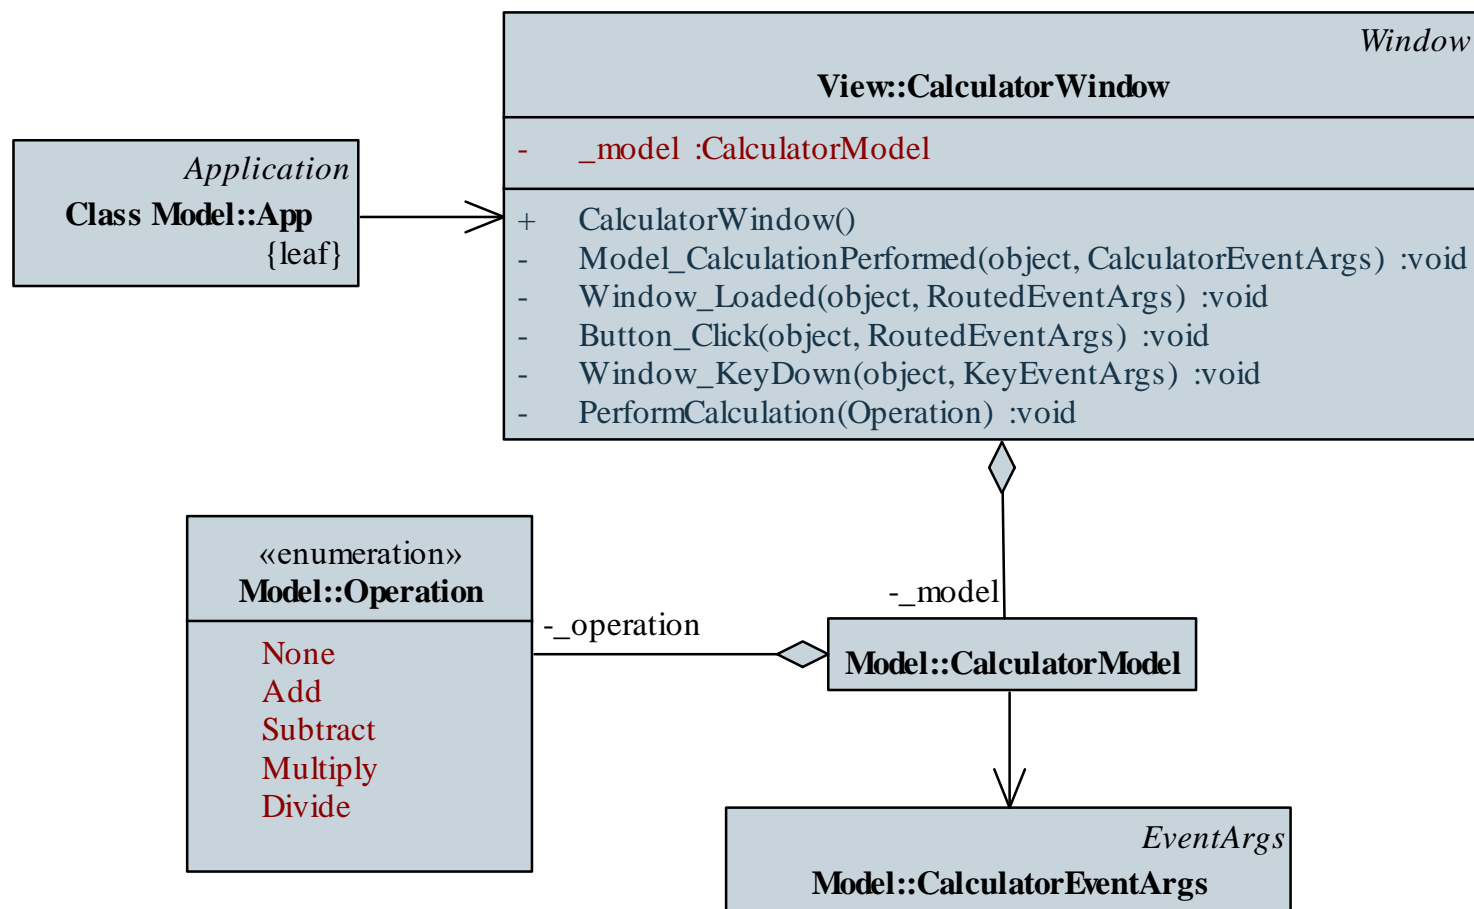 Window
View::CalculatorWindow
- _model :CalculatorModel
+ CalculatorWindow()
- Model_CalculationPerformed(object, CalculatorEventArgs) :void
- Window_Loaded(object, RoutedEventArgs) :void
- Button_Click(object, RoutedEventArgs) :void
- Window_KeyDown(object, KeyEventArgs) :void
- PerformCalculation(Operation) :void
Application
Class Model::App
{leaf}
«enumeration»
Model::Operation
None
Add
Subtract
Multiply
Divide
-_operation
-_model
Model::CalculatorModel
EventArgs
Model::CalculatorEventArgs